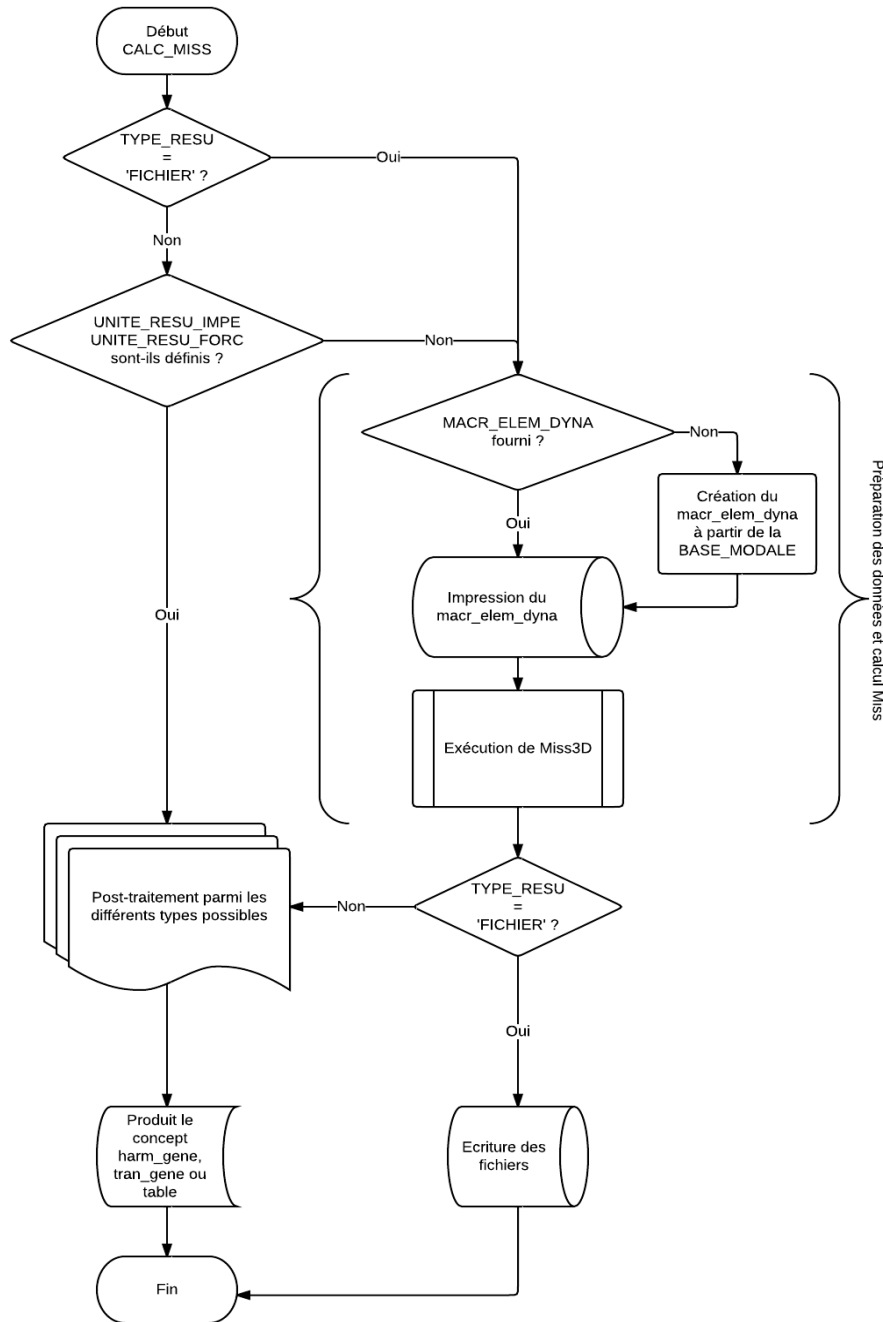 Début
CALC_MISS
TYPE_RESU
=
'FICHIER' ?
Oui
Non
UNITE_RESU_IMPE
UNITE_RESU_FORC
sont-ils définis ?
Non
MACR_ELEM_DYNA
fourni ?
Non
Création du
macr_elem_dyna
à partir de la
BASE_MODALE
Oui
Impression du
macr_elem_dyna
Oui
Exécution de Miss3D
Préparation des données et calcul Miss
TYPE_RESU
=
'FICHIER' ?
Non
Post-traitement parmi les
différents types possibles
Oui
Produit le
concept
harm_gene,
tran_gene ou
table
Ecriture des
fichiers
Fin